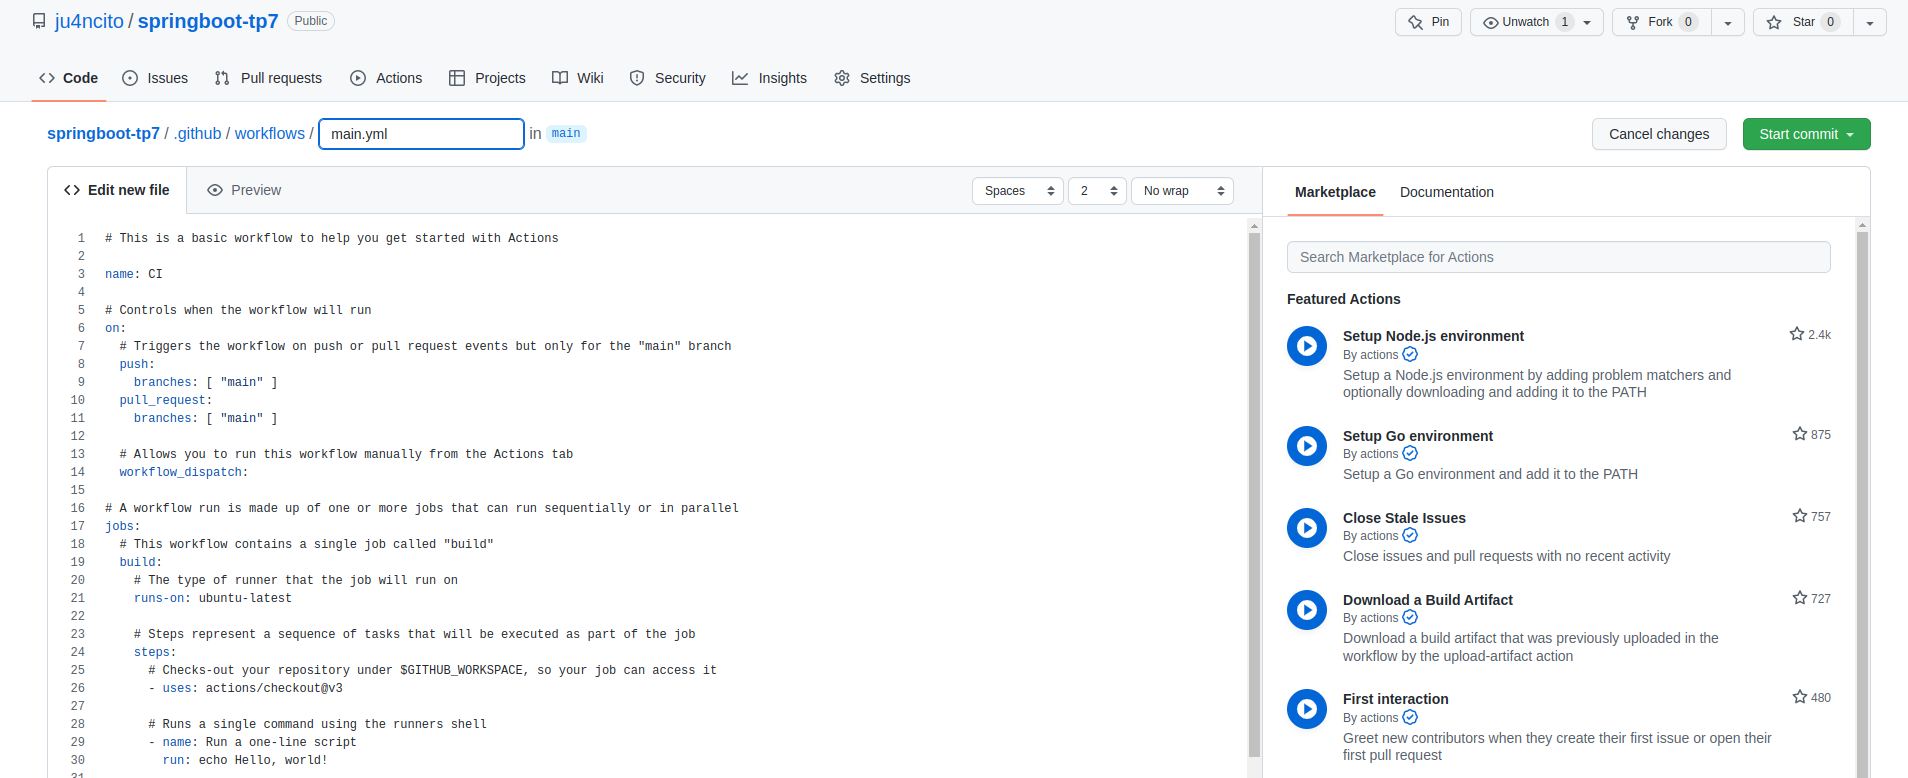 ju4ncito / springboot-tp7 Public
Pin
Unwatch 1
Fork 0
Star 0
Code
Issues
Pull requests
Actions
Projects
Wiki
Security
Insights
Settings
springboot-tp7 / .github / workflows / main.yml in main
Cancel changes
Start commit
Edit new file
Preview
Spaces
2
No wrap
1 # This is a basic workflow to help you get started with Actions
2
3 name: CI
4
5 # Controls when the workflow will run
6 on:
7 # Triggers the workflow on push or pull request events but only for the "main" branch
8 push:
9 branches: [ "main" ]
10 pull_request:
11 branches: [ "main" ]
12
13 # Allows you to run this workflow manually from the Actions tab
14 workflow_dispatch:
15
16 # A workflow run is made up of one or more jobs that can run sequentially or in parallel
17 jobs:
18 # This workflow contains a single job called "build"
19 build:
20 # The type of runner that the job will run on
21 runs-on: ubuntu-latest
22
23 # Steps represent a sequence of tasks that will be executed as part of the job
24 steps:
25 # Checks-out your repository under $GITHUB_WORKSPACE, so your job can access it
26 - uses: actions/checkout@v3
27
28 # Runs a single command using the runners shell
29 - name: Run a one-line script
30 run: echo Hello, world!
31
Marketplace
Documentation
Search Marketplace for Actions
Featured Actions
Setup Node.js environment 2.4k
By actions
Setup a Node.js environment by adding problem matchers and
optionally downloading and adding it to the PATH
Setup Go environment 875
By actions
Setup a Go environment and add it to the PATH
Close Stale Issues 757
By actions
Close issues and pull requests with no recent activity
Download a Build Artifact 727
By actions
Download a build artifact that was previously uploaded in the
workflow by the upload-artifact action
First interaction 480
By actions
Greet new contributors when they create their first issue or open their
first pull request